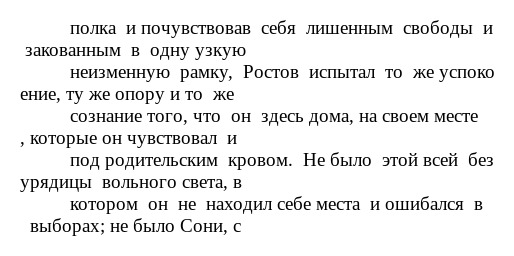 полка и почувствовав себя лишенным свободы и
закованным в одну узкую
неизменную рамку, Ростов испытал то же успоко
ение, ту же опору и то же
сознание того, что он здесь дома, на своем месте
, которые он чувствовал и
под родительским кровом. Не было этой всей без
урядицы вольного света, в
котором он не находил себе места и ошибался в
выборах; не было Сони, с